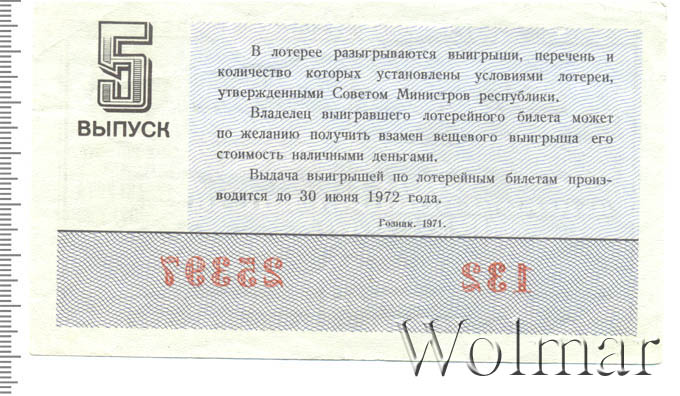 5
ВЫПУСК
В лотерее разыгрываются выигрыши, перечень и
количество которых установлены условиями лотереи,
утвержденными Советом Министров республики.
Владелец выигравшего лотерейного билета может
по желанию получить взамен вещевого выигрыша его
стоимость наличными деньгами.
Выдача выигрышей по лотерейным билетам произ-
водится до 30 июня 1972 года.
Гознак. 1971.
132 25397
Wolmar